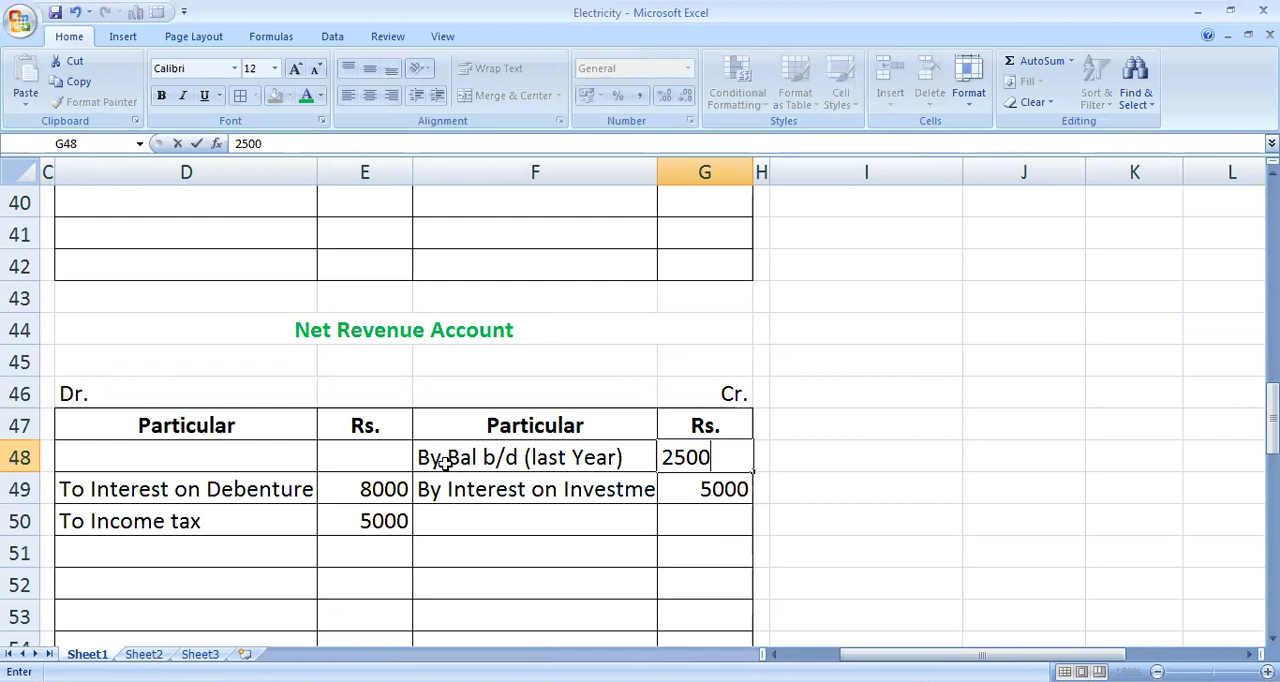 Electricity - Microsoft Excel
Home Insert Page Layout Formulas Data Review View
Paste
Cut
Copy
Format Painter
Calibri 12
B I U
Wrap Text
Merge & Center
General
% ,
Conditional Formatting
Format as Table
Cell Styles
Insert
Delete
Format
Σ AutoSum
Fill
Clear
Sort & Filter
Find & Select
Clipboard Font Alignment Number Styles Cells Editing
G48 fx 2500
C D E F G H I J K L
40
41
42
43
44 Net Revenue Account
45
46 Dr. Cr.
47 Particular Rs. Particular Rs.
48 By Bal b/d (last Year) 2500
49 To Interest on Debenture 8000 By Interest on Investme 5000
50 To Income tax 5000
51
52
53
Sheet1 Sheet2 Sheet3
Enter